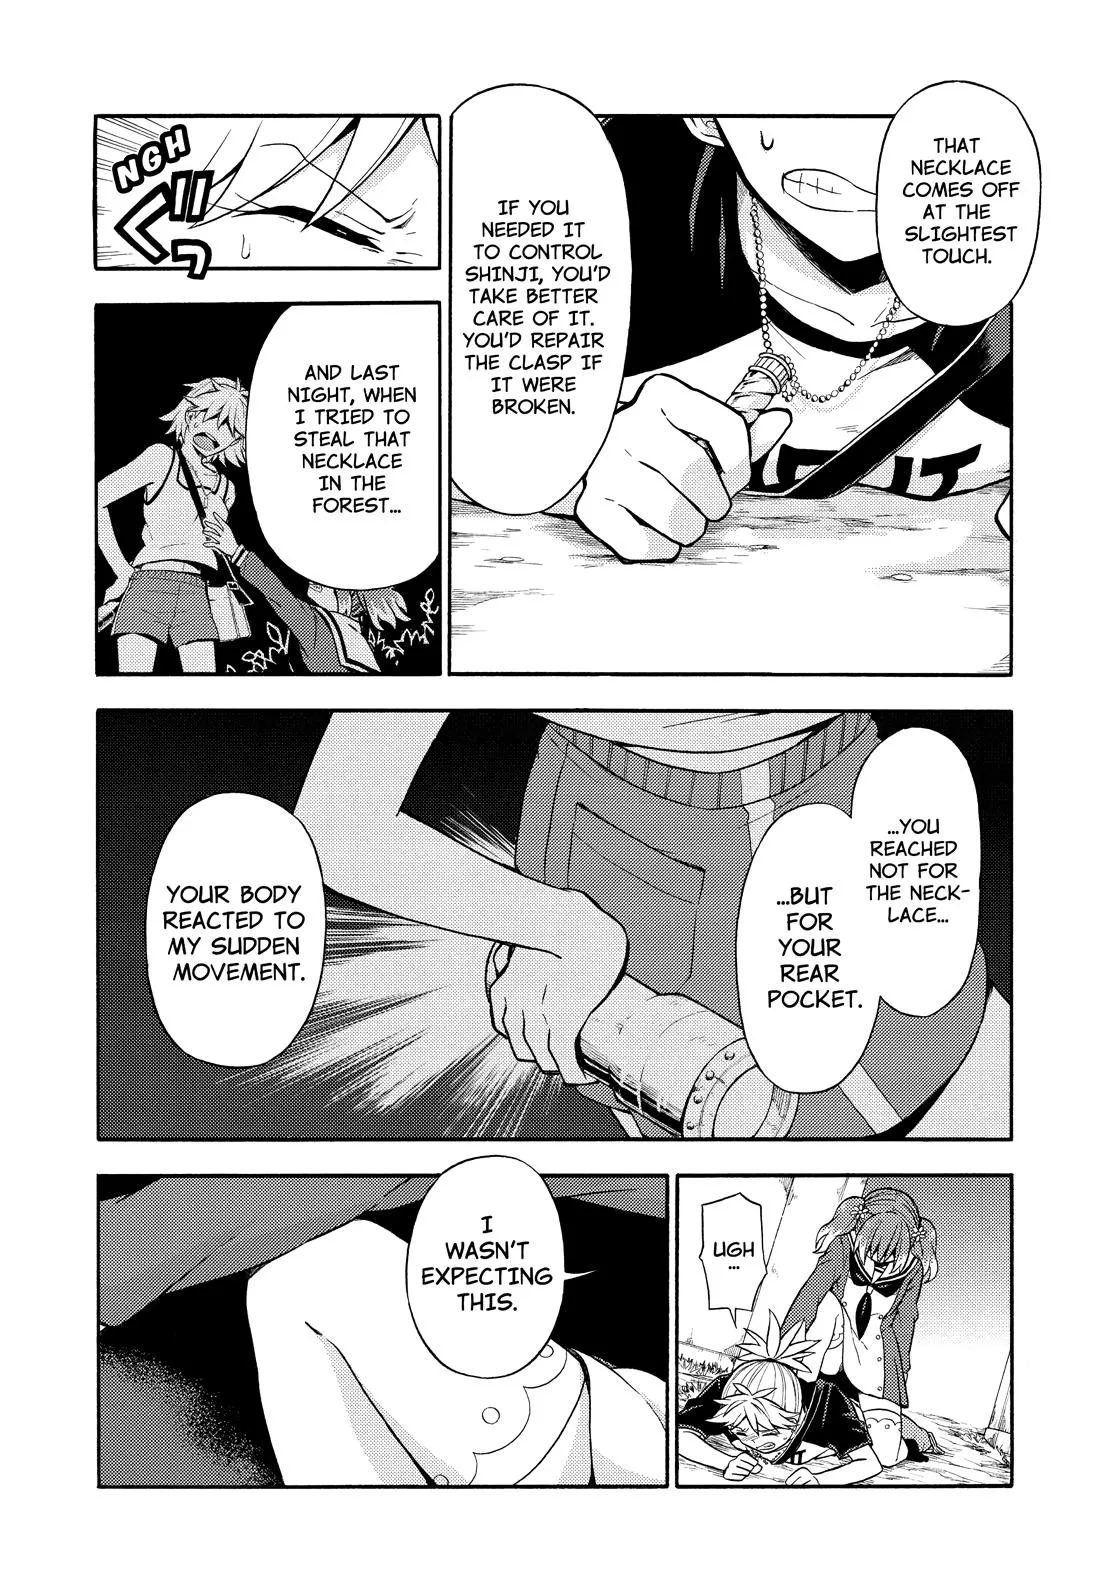 THAT
NECKLACE
COMES OFF
AT THE
SLIGHTEST
TOUCH.
IF YOU
NEEDED IT
TO CONTROL
SHINJI, YOU'D
TAKE BETTER
CARE OF IT.
YOU'D REPAIR
THE CLASP IF
IT WERE
BROKEN.
NGH
グッ
AND LAST
NIGHT, WHEN
I TRIED TO
STEAL THAT
NECKLACE
IN THE
FOREST...
...YOU
REACHED
NOT FOR
THE NECK-
LACE...
...BUT
FOR
YOUR
REAR
POCKET.
YOUR BODY
REACTED TO
MY SUDDEN
MOVEMENT.
UGH
...
I
WASN'T
EXPECTING
THIS.